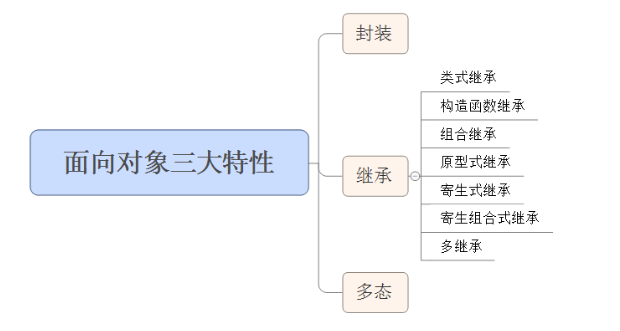 面向对象三大特性
封装
继承
类式继承
构造函数继承
组合继承
原型式继承
寄生式继承
寄生组合式继承
多继承
多态